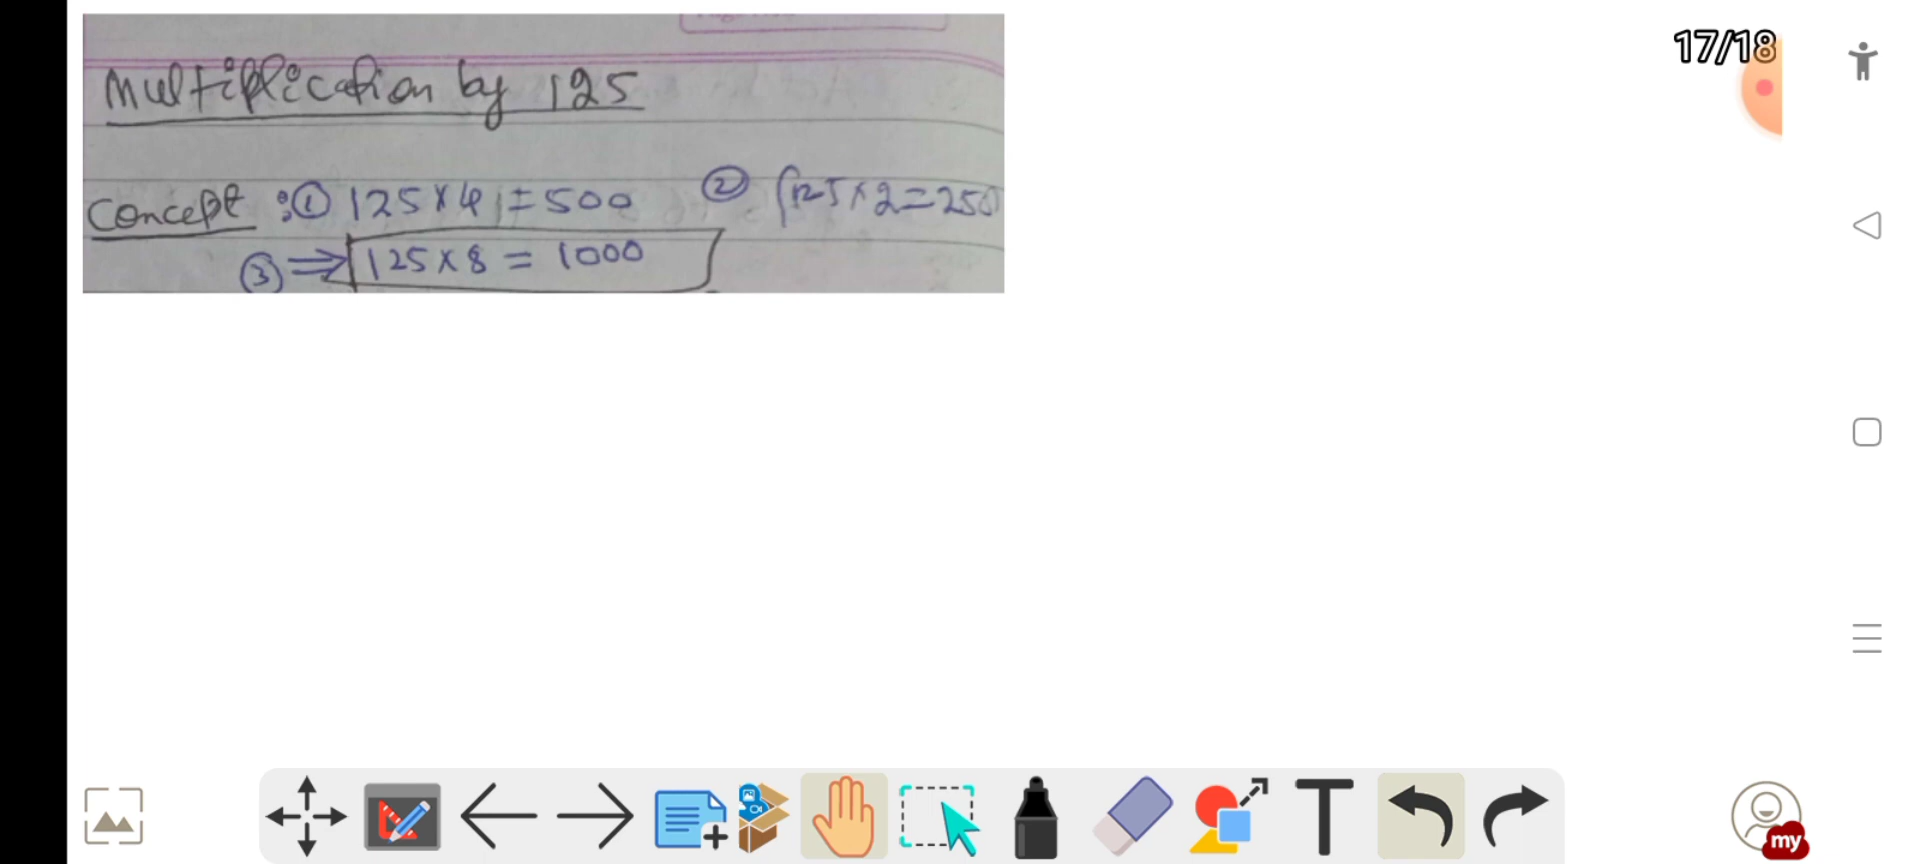 17/18
Multiplication by 125
Concept :① 125×4 = 500 ② (125×2=250
③ ⇒ 125×8 = 1000
T
my